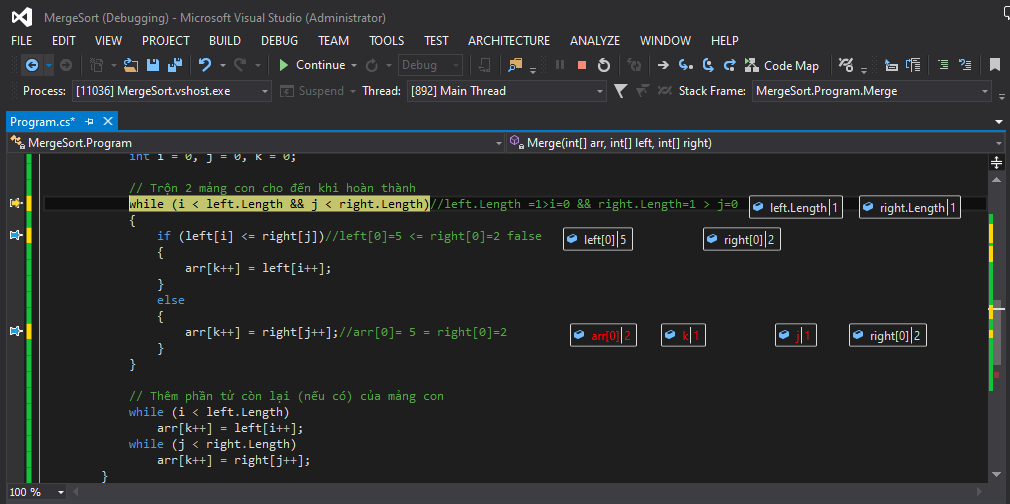 MergeSort (Debugging) - Microsoft Visual Studio (Administrator)
FILE EDIT VIEW PROJECT BUILD DEBUG TEAM TOOLS TEST ARCHITECTURE ANALYZE WINDOW HELP
Continue Debug Code Map
Process: [11036] MergeSort.vshost.exe Suspend Thread: [892] Main Thread Stack Frame: MergeSort.Program.Merge
Program.cs*
MergeSort.Program Merge(int[] arr, int[] left, int[] right)
int i = 0, j = 0, k = 0;
// Trộn 2 mảng con cho đến khi hoàn thành
while (i < left.Length && j < right.Length)//left.Length =1>i=0 && right.Length=1 > j=0 left.Length|1 right.Length|1
{
if (left[i] <= right[j])//left[0]=5 <= right[0]=2 false left[0]|5 right[0]|2
{
arr[k++] = left[i++];
}
else
{
arr[k++] = right[j++];//arr[0]= 5 = right[0]=2 arr[0]|2 k|1 j|1 right[0]|2
}
}
// Thêm phần tử còn lại (nếu có) của mảng con
while (i < left.Length)
arr[k++] = left[i++];
while (j < right.Length)
arr[k++] = right[j++];
}
100 %